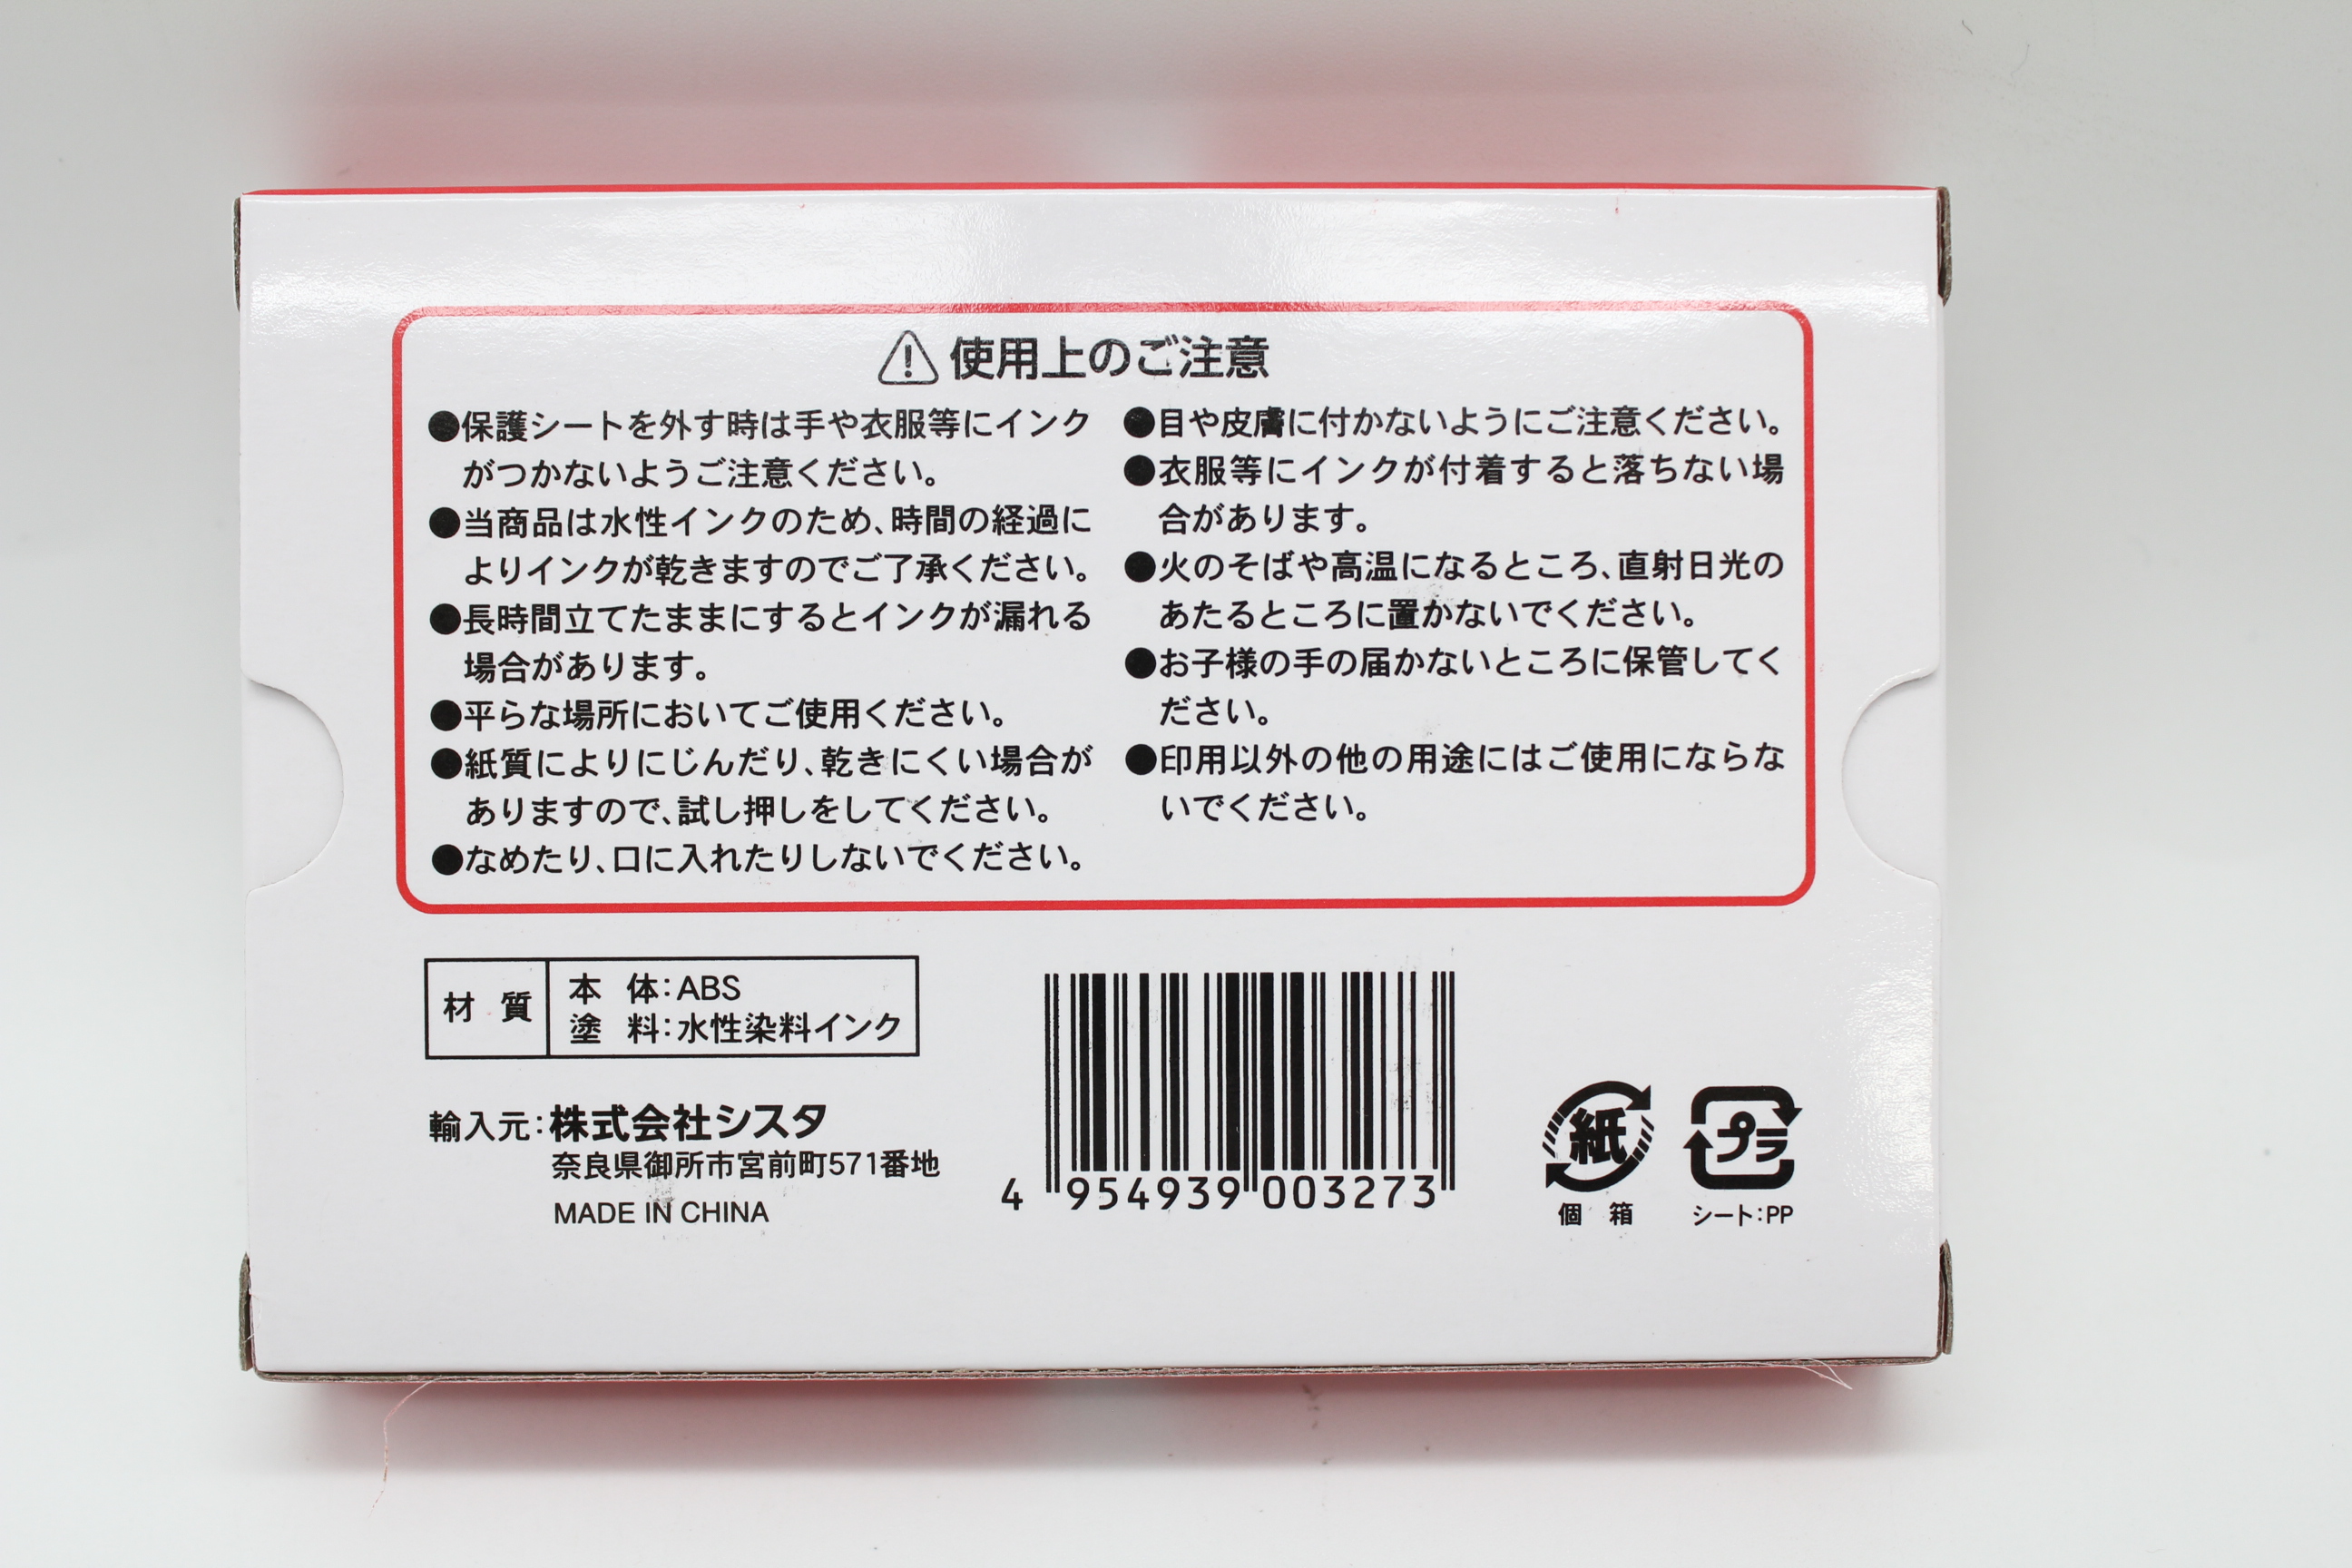 ⚠使用上のご注意
●保護シートを外す時は手や衣服等にインク
がつかないようご注意ください。
●当商品は水性インクのため、時間の経過に
よりインクが乾きますのでご了承ください。
●長時間立てたままにするとインクが漏れる
場合があります。
●平らな場所においてご使用ください。
●紙質によりにじんだり、乾きにくい場合が
ありますので、試し押しをしてください。
●なめたり、口に入れたりしないでください。
●目や皮膚に付かないようにご注意ください。
●衣服等にインクが付着すると落ちない場
合があります。
●火のそばや高温になるところ、直射日光の
あたるところに置かないでください。
●お子様の手の届かないところに保管してく
ださい。
●印用以外の他の用途にはご使用にならな
いでください。
材 質
本 体：ABS
塗 料：水性染料インク
輸入元：株式会社シスタ
奈良県御所市宮前町571番地
MADE IN CHINA
4 954939 003273
紙
個 箱
プラ
シート：PP